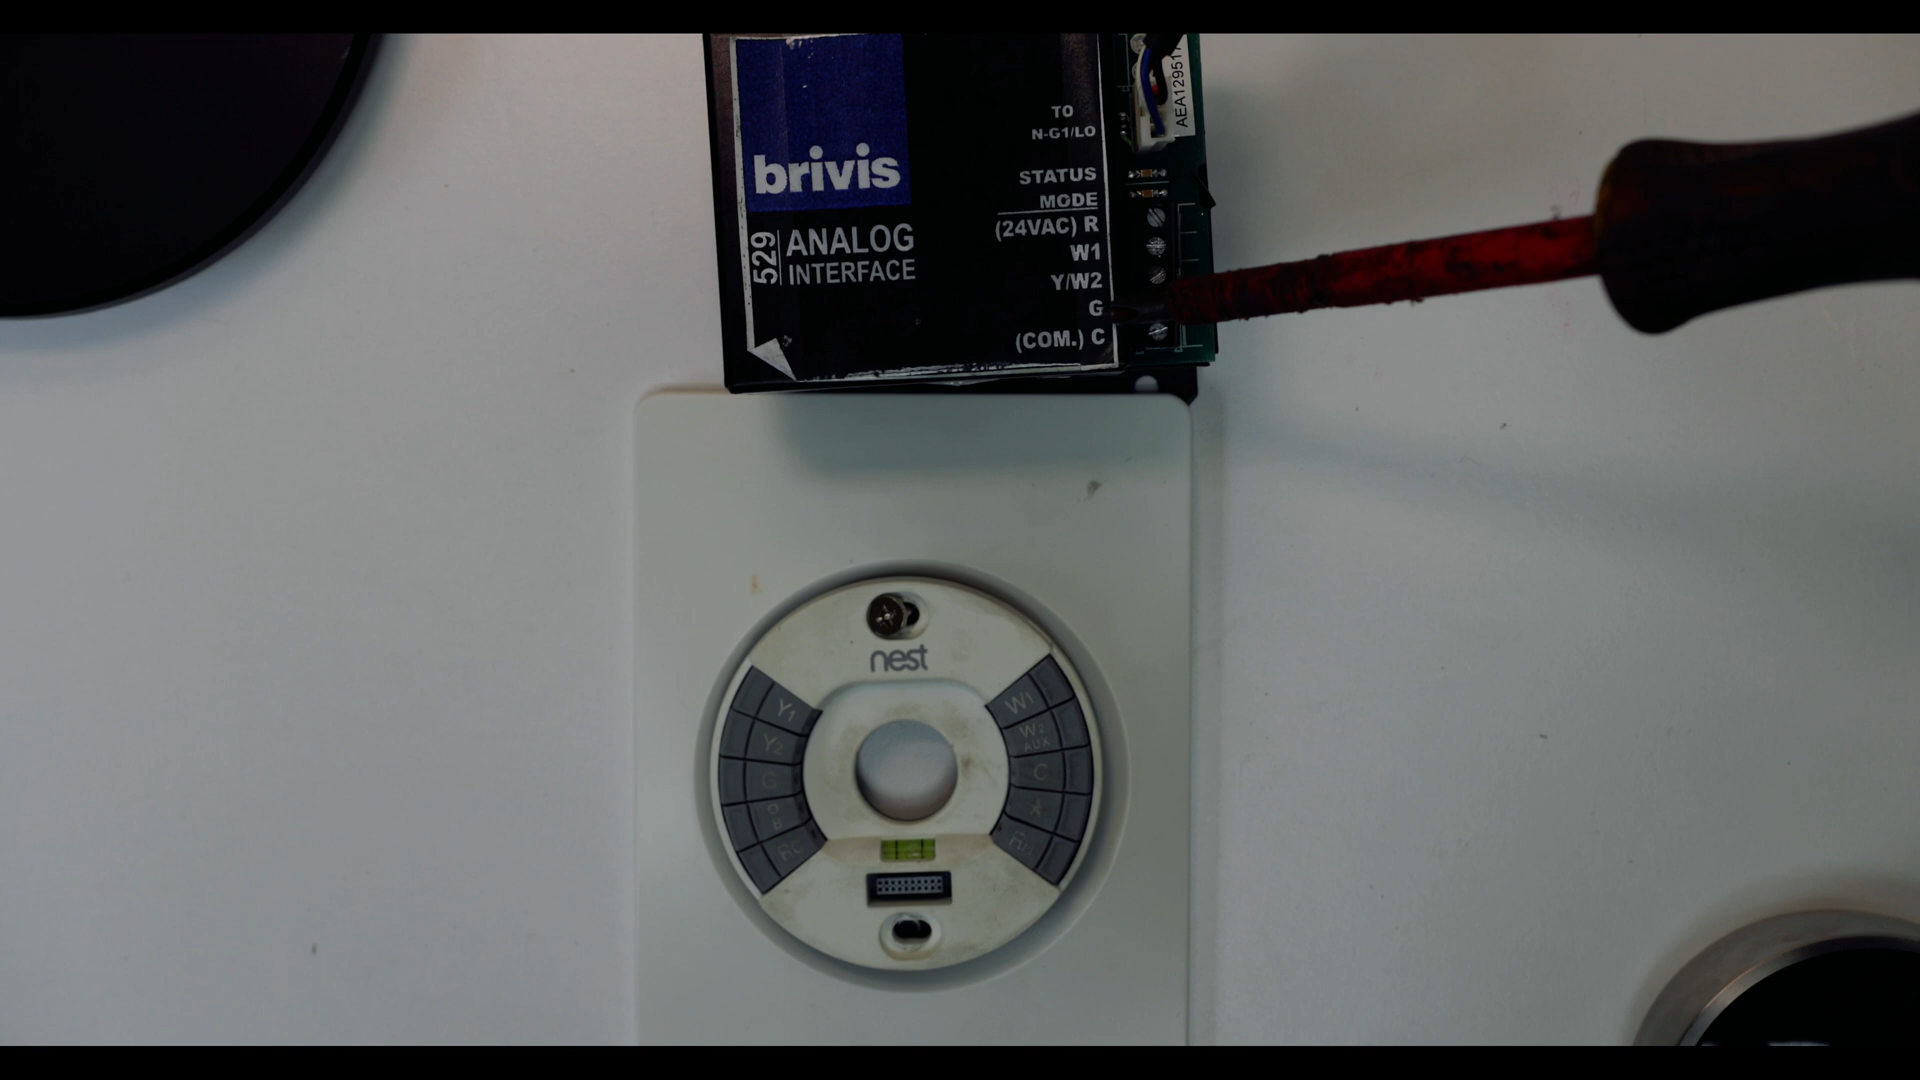 AEA129517
TO
N-G1/LO
brivis
STATUS
MODE
529
ANALOG
INTERFACE
(24VAC) R
W1
Y/W2
G
(COM.) C
nest
Y1
W1
Y2
W2
AUX
G
C
O
B
*
RC
RH